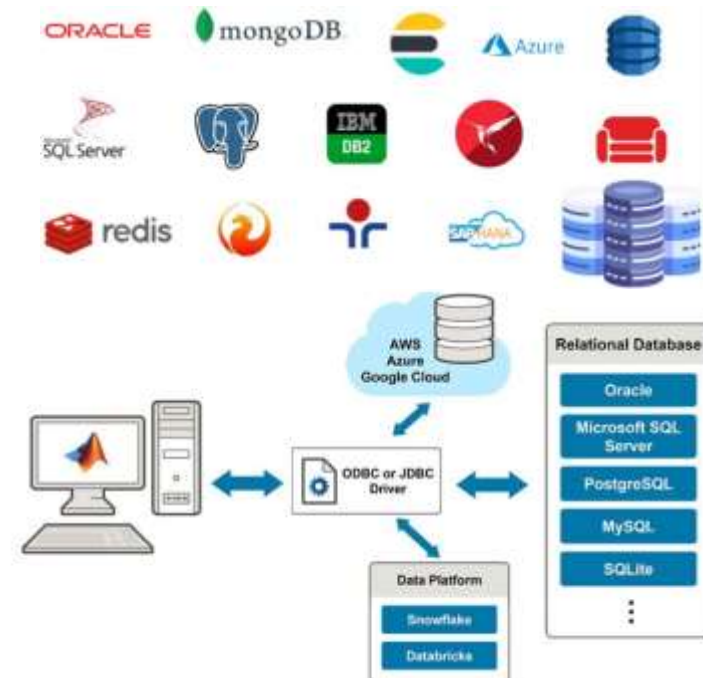 ORACLE
mongoDB
Azure
Microsoft
SQL Server
IBM
DB2
redis
SAP HANA
AWS
Azure
Google Cloud
ODBC or JDBC
Driver
Relational Database
Oracle
Microsoft SQL
Server
PostgreSQL
MySQL
SQLite
Data Platform
Snowflake
Databricks